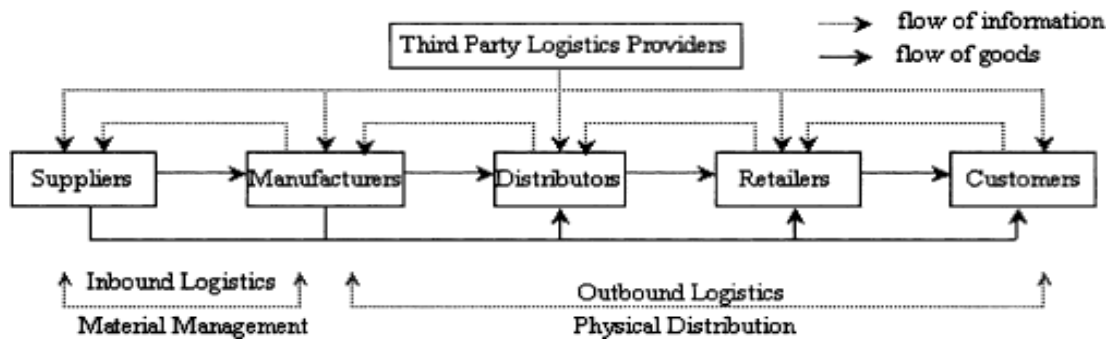 flow of information
Third Party Logistics Providers
flow of goods
Suppliers
Manufacturers
Distributors
Retailers
Customers
Inbound Logistics
Outbound Logistics
Material Management
Physical Distribution